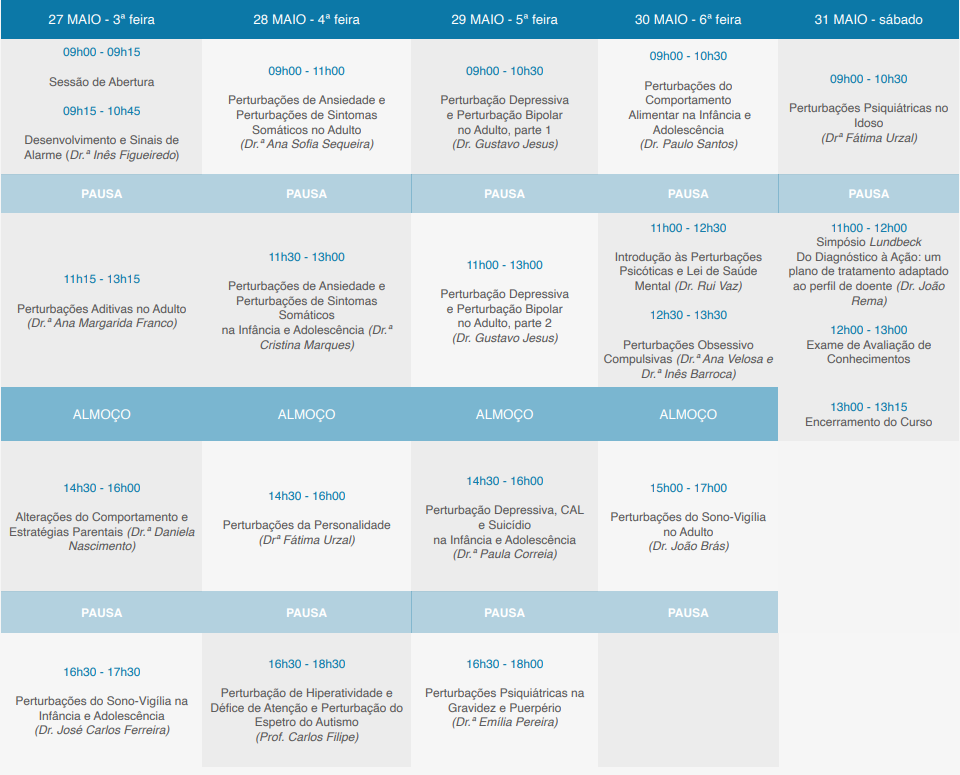 27 MAIO - 3ª feira
28 MAIO - 4ª feira
29 MAIO - 5ª feira
30 MAIO - 6ª feira
31 MAIO - sábado
09h00 - 09h15
Sessão de Abertura
09h15 - 10h45
Desenvolvimento e Sinais de
Alarme (Dr.ª Inês Figueiredo)
09h00 - 11h00
Perturbações de Ansiedade e
Perturbações de Sintomas
Somáticos no Adulto
(Dr.ª Ana Sofia Sequeira)
09h00 - 10h30
Perturbação Depressiva
e Perturbação Bipolar
no Adulto, parte 1
(Dr. Gustavo Jesus)
09h00 - 10h30
Perturbações do
Comportamento
Alimentar na Infância e
Adolescência
(Dr. Paulo Santos)
09h00 - 10h30
Perturbações Psiquiátricas no
Idoso
(Drª Fátima Urzal)
PAUSA
PAUSA
PAUSA
PAUSA
PAUSA
11h15 - 13h15
Perturbações Aditivas no Adulto
(Dr.ª Ana Margarida Franco)
11h30 - 13h00
Perturbações de Ansiedade e
Perturbações de Sintomas
Somáticos
na Infância e Adolescência (Dr.ª
Cristina Marques)
11h00 - 13h00
Perturbação Depressiva
e Perturbação Bipolar
no Adulto, parte 2
(Dr. Gustavo Jesus)
11h00 - 12h30
Introdução às Perturbações
Psicóticas e Lei de Saúde
Mental (Dr. Rui Vaz)
12h30 - 13h30
Perturbações Obsessivo
Compulsivas (Dr.ª Ana Velosa e
Dr.ª Inês Barroca)
11h00 - 12h00
Simpósio Lundbeck
Do Diagnóstico à Ação: um
plano de tratamento adaptado
ao perfil de doente (Dr. João
Rema)
12h00 - 13h00
Exame de Avaliação de
Conhecimentos
13h00 - 13h15
Encerramento do Curso
ALMOÇO
ALMOÇO
ALMOÇO
ALMOÇO
14h30 - 16h00
Alterações do Comportamento e
Estratégias Parentais (Dr.ª Daniela
Nascimento)
14h30 - 16h00
Perturbações da Personalidade
(Drª Fátima Urzal)
14h30 - 16h00
Perturbação Depressiva, CAL
e Suicídio
na Infância e Adolescência
(Dr.ª Paula Correia)
15h00 - 17h00
Perturbações do Sono-Vigília
no Adulto
(Dr. João Brás)
PAUSA
PAUSA
PAUSA
PAUSA
16h30 - 17h30
Perturbações do Sono-Vigília na
Infância e Adolescência
(Dr. José Carlos Ferreira)
16h30 - 18h30
Perturbação de Hiperatividade e
Défice de Atenção e Perturbação do
Espetro do Autismo
(Prof. Carlos Filipe)
16h30 - 18h00
Perturbações Psiquiátricas na
Gravidez e Puerpério
(Dr.ª Emília Pereira)